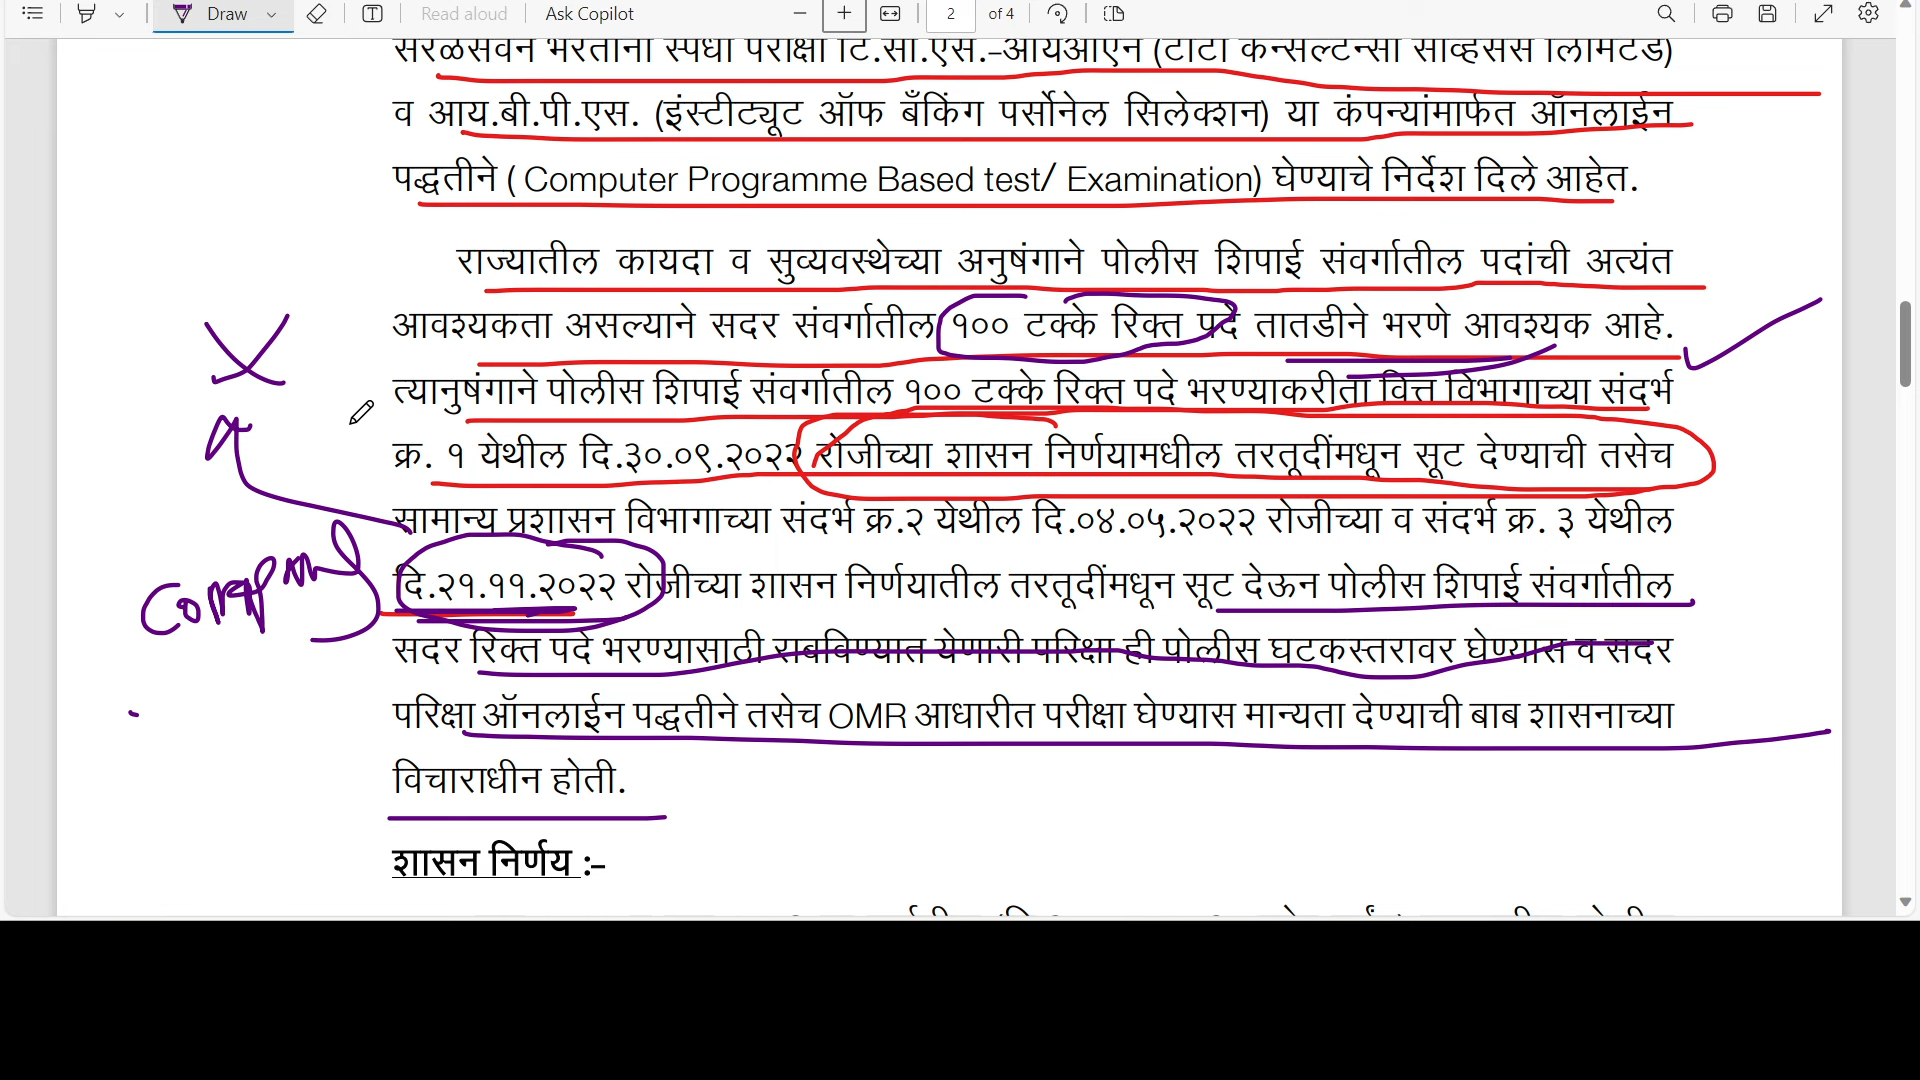 Draw Read aloud Ask Copilot 2 of 4
सरळसेवेने भरतीची स्पर्धा परीक्षा टि.सी.एस.-आयओएन (टाटा कन्सल्टन्सी सर्व्हिसेस लिमिटेड)
व आय.बी.पी.एस. (इंस्टीट्यूट ऑफ बँकिंग पर्सोनेल सिलेक्शन) या कंपन्यांमार्फत ऑनलाईन
पद्धतीने ( Computer Programme Based test/ Examination) घेण्याचे निर्देश दिले आहेत.
राज्यातील कायदा व सुव्यवस्थेच्या अनुषंगाने पोलीस शिपाई संवर्गातील पदांची अत्यंत
आवश्यकता असल्याने सदर संवर्गातील १०० टक्के रिक्त पदे तातडीने भरणे आवश्यक आहे.
त्यानुषंगाने पोलीस शिपाई संवर्गातील १०० टक्के रिक्त पदे भरण्याकरीता वित्त विभागाच्या संदर्भ
क्र. १ येथील दि.३०.०९.२०२२ रोजीच्या शासन निर्णयामधील तरतूदींमधून सूट देण्याची तसेच
सामान्य प्रशासन विभागाच्या संदर्भ क्र.२ येथील दि.०४.०५.२०२२ रोजीच्या व संदर्भ क्र. ३ येथील
दि.२१.११.२०२२ रोजीच्या शासन निर्णयातील तरतूदींमधून सूट देऊन पोलीस शिपाई संवर्गातील
सदर रिक्त पदे भरण्यासाठी राबविण्यात येणारी परिक्षा ही पोलीस घटकस्तरावर घेण्यास व सदर
परिक्षा ऑनलाईन पद्धतीने तसेच OMR आधारीत परीक्षा घेण्यास मान्यता देण्याची बाब शासनाच्या
विचाराधीन होती.
शासन निर्णय :-